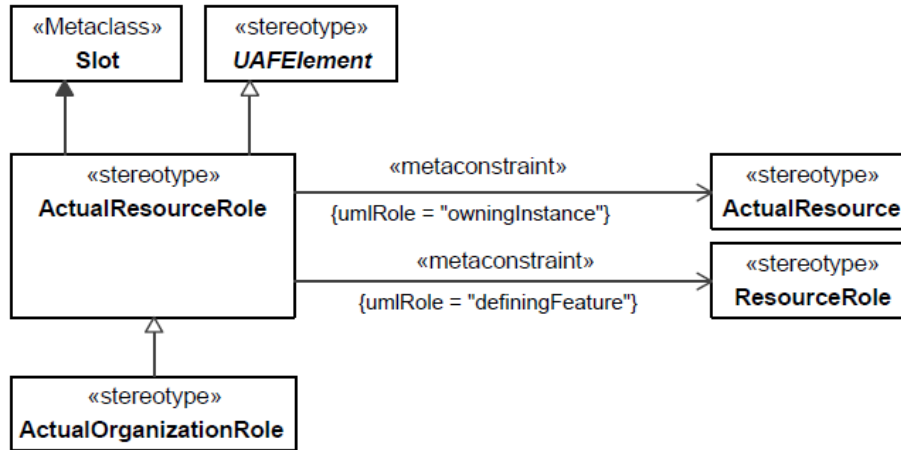 «Metaclass»
Slot
«stereotype»
UAFElement
«stereotype»
ActualResourceRole
«metaconstraint»
{umlRole = "owningInstance"}
«stereotype»
ActualResource
«metaconstraint»
{umlRole = "definingFeature"}
«stereotype»
ResourceRole
«stereotype»
ActualOrganizationRole